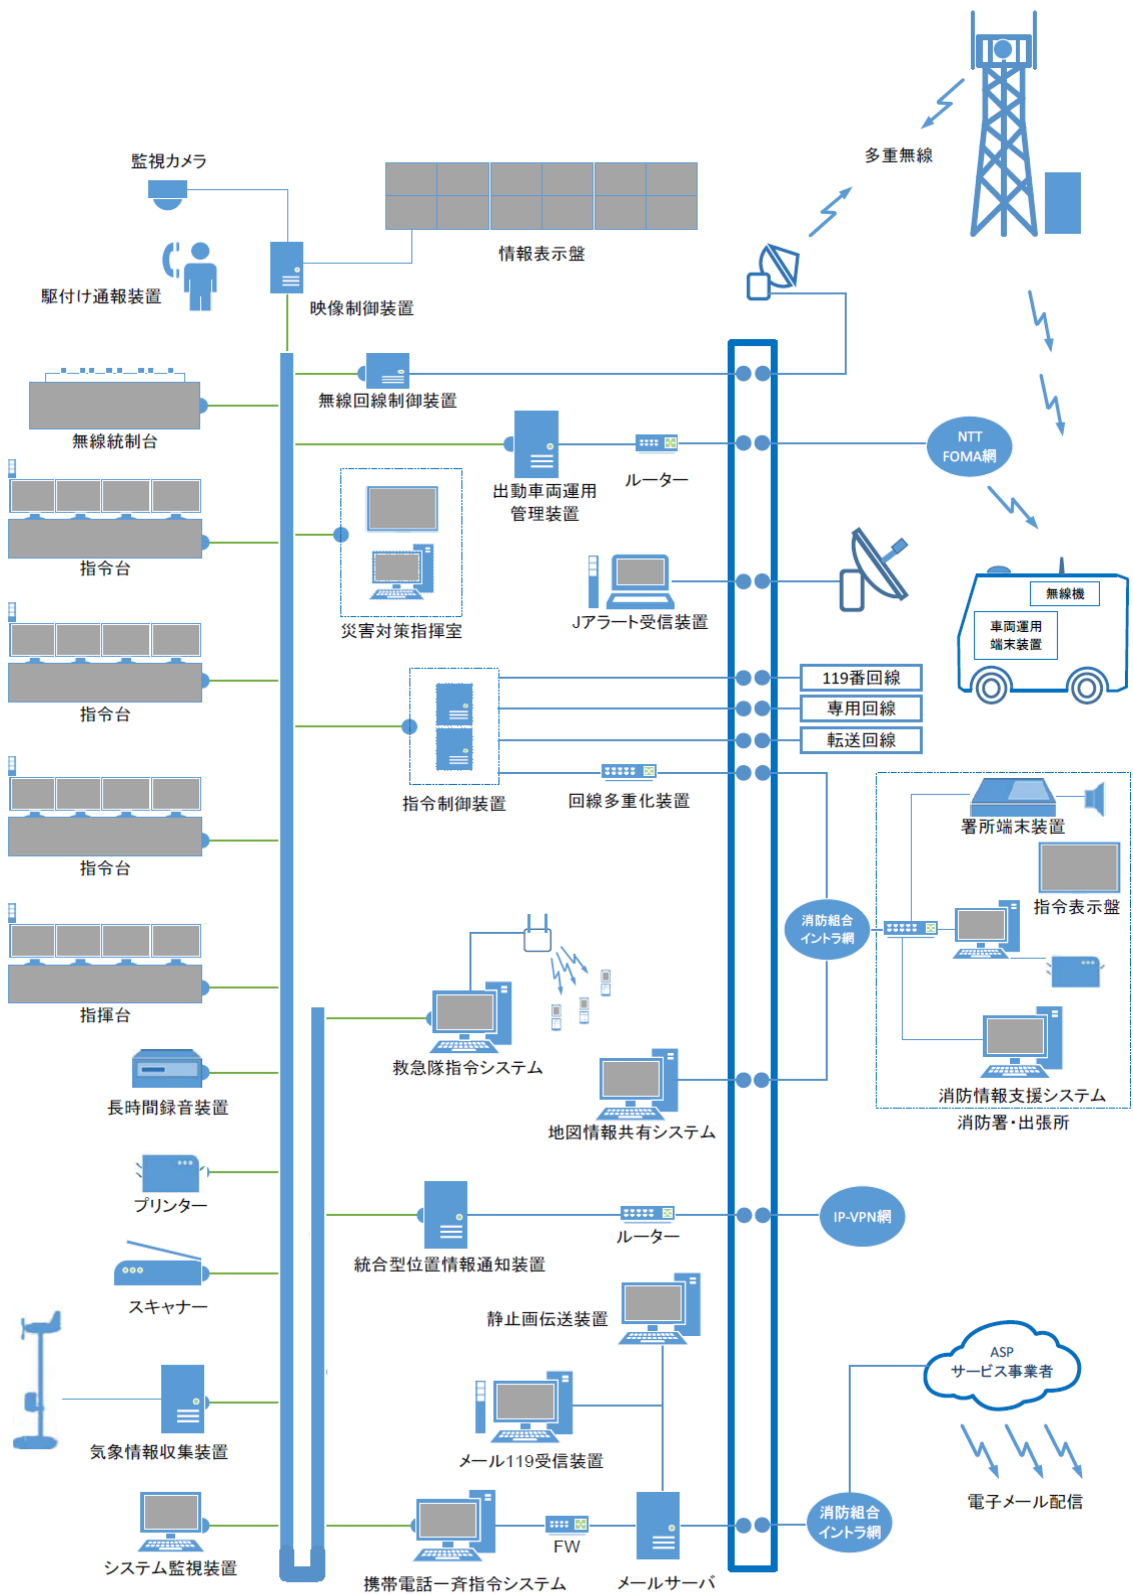 多重無線
監視カメラ
情報表示盤
駆付け通報装置
映像制御装置
無線回線制御装置
無線統制台
NTT
FOMA網
ルーター
出動車両運用
管理装置
指令台
無線機
車両運用
端末装置
Jアラート受信装置
災害対策指揮室
119番回線
専用回線
転送回線
指令台
指令制御装置
回線多重化装置
署所端末装置
指令台
指令表示盤
消防組合
イントラ網
指揮台
救急隊指令システム
消防情報支援システム
消防署・出張所
長時間録音装置
地図情報共有システム
プリンター
IP-VPN網
統合型位置情報通知装置
ルーター
スキャナー
静止画伝送装置
ASP
サービス事業者
気象情報収集装置
メール119受信装置
電子メール配信
消防組合
イントラ網
FW
システム監視装置
携帯電話一斉指令システム
メールサーバ